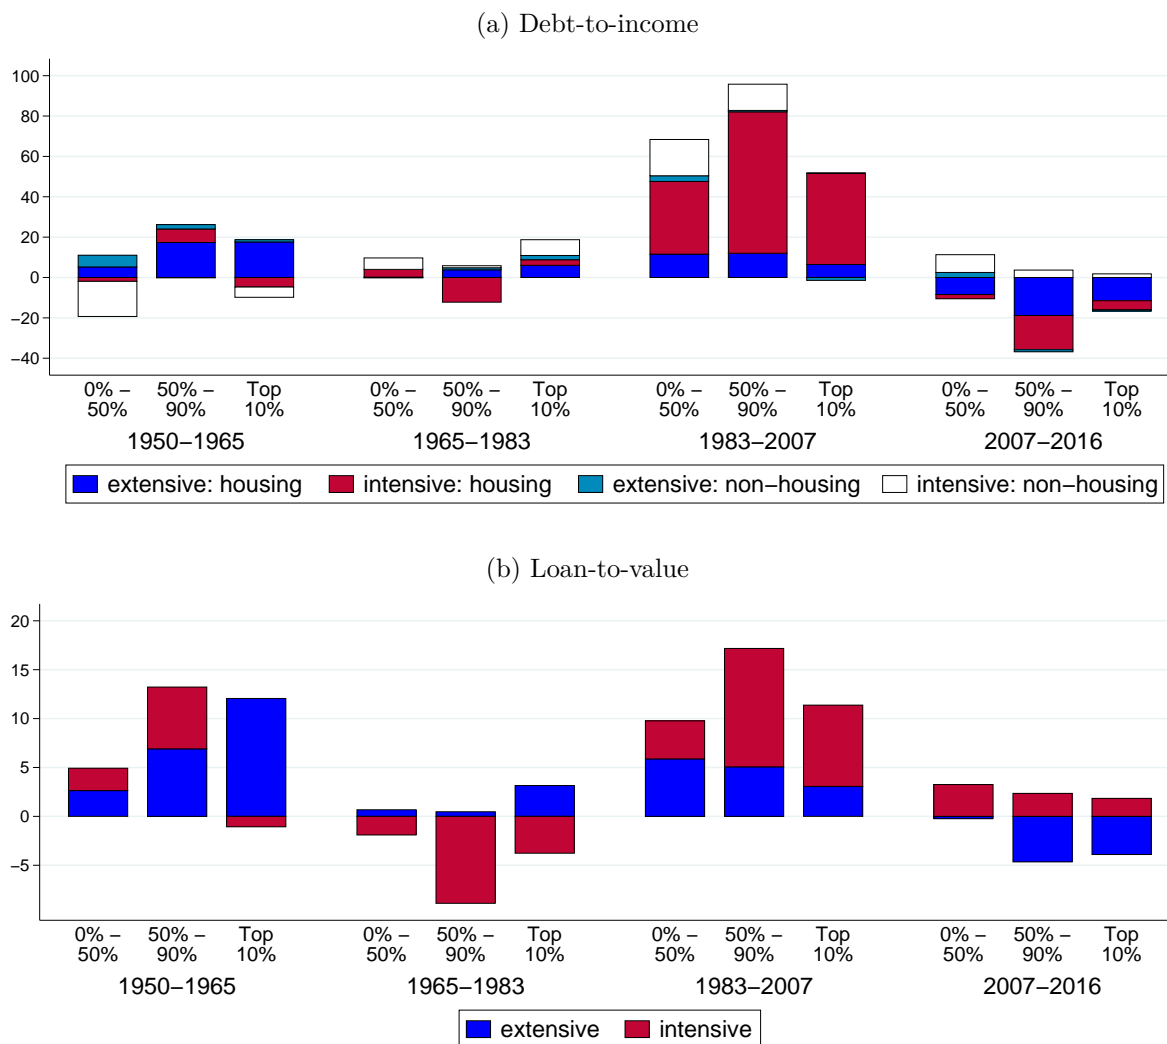 (a) Debt-to-income
100
80
60
40
20
0
−20
−40
0% − 50% 50% − 90% Top 10% 0% − 50% 50% − 90% Top 10% 0% − 50% 50% − 90% Top 10% 0% − 50% 50% − 90% Top 10%
1950−1965 1965−1983 1983−2007 2007−2016
extensive: housing intensive: housing extensive: non−housing intensive: non−housing
(b) Loan-to-value
20
15
10
5
0
−5
0% − 50% 50% − 90% Top 10% 0% − 50% 50% − 90% Top 10% 0% − 50% 50% − 90% Top 10% 0% − 50% 50% − 90% Top 10%
1950−1965 1965−1983 1983−2007 2007−2016
extensive intensive